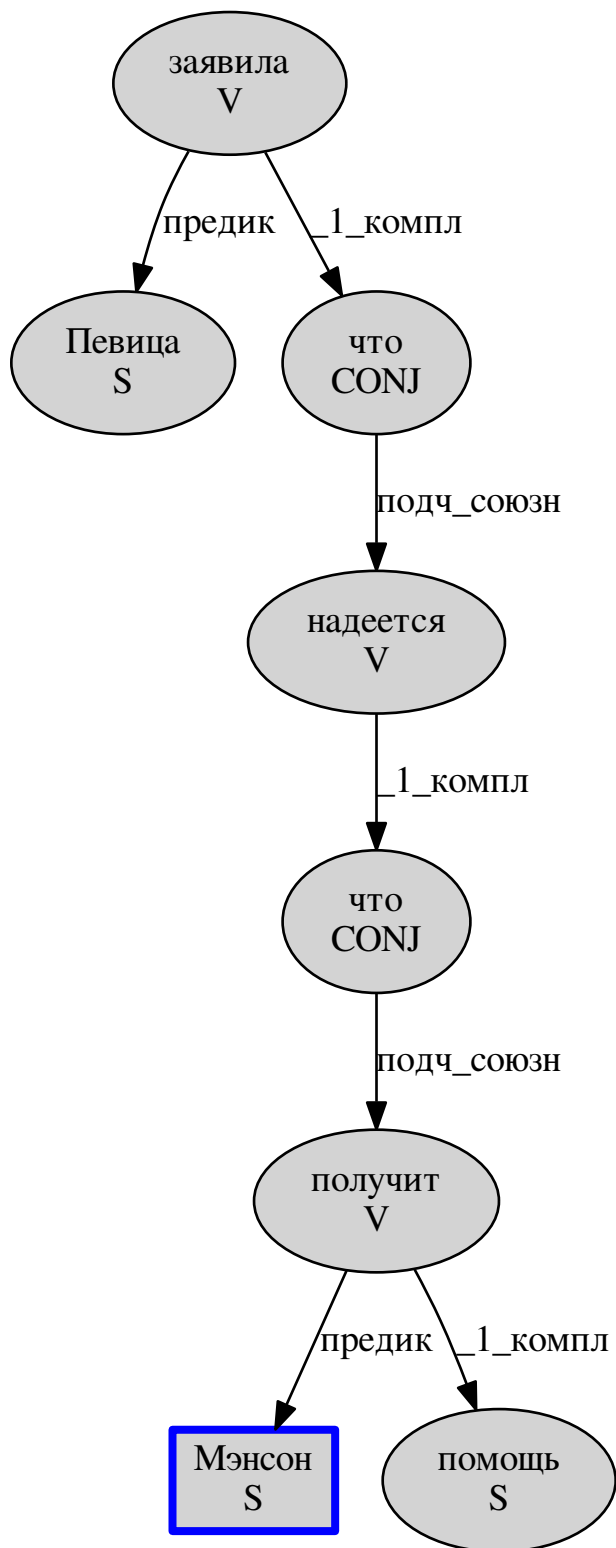 заявила
V
предик
_1_компл
Певица
S
что
CONJ
подч_союзн
надеется
V
_1_компл
что
CONJ
подч_союзн
получит
V
предик
_1_компл
Мэнсон
S
помощь
S